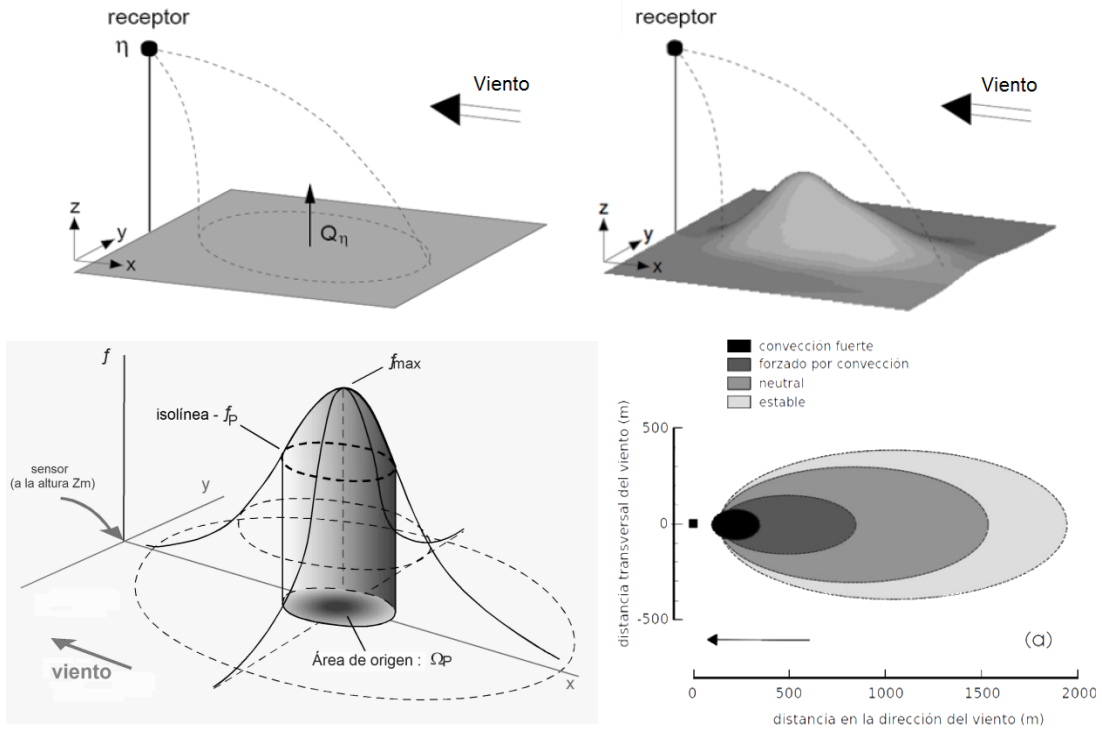 receptor
η
Viento
z
y
x
Qη
receptor
Viento
z
y
x
f
fmax
isolínea - fP
sensor
(a la altura Zm)
y
Área de origen : ΩP
viento
x
convección fuerte
forzado por convección
neutral
estable
distancia transversal del viento (m)
500
0
-500
(a)
0 500 1000 1500 2000
distancia en la dirección del viento (m)